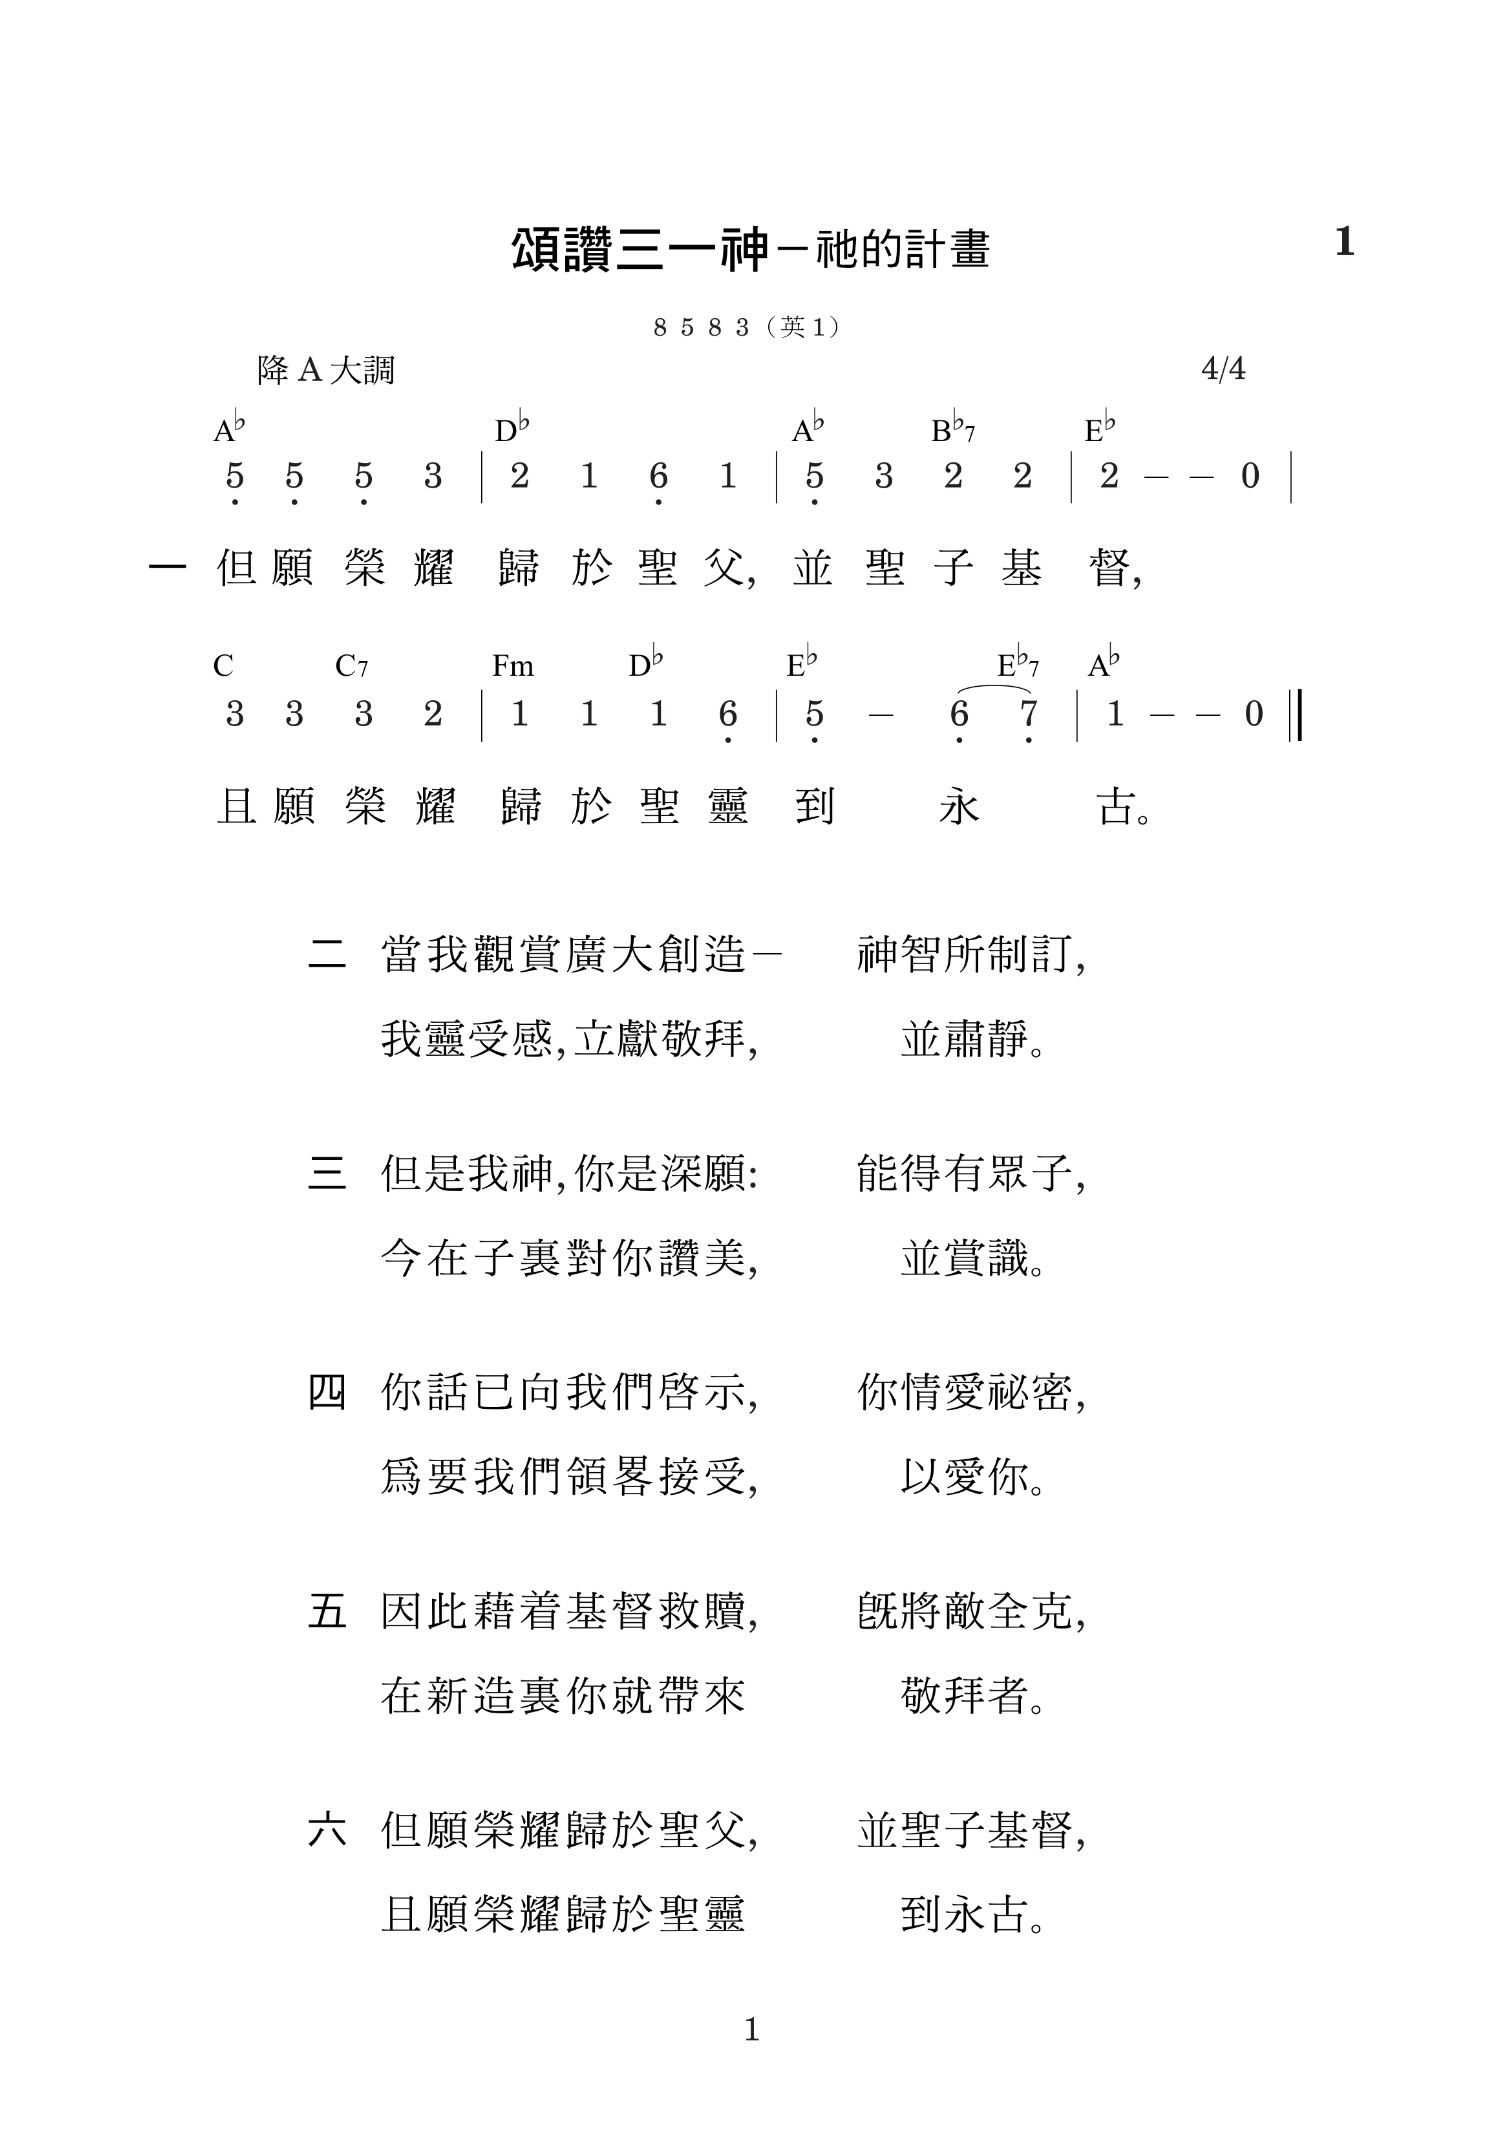 頌讚三一神－祂的計畫 1
8 5 8 3（英1）
降 A 大調 4/4
A♭ D♭ A♭ B♭7 E♭
5̣ 5̣ 5̣ 3 | 2 1 6̣ 1 | 5̣ 3 2 2 | 2 – – 0 |
一 但願榮耀歸於聖父, 並聖子基督,
C C7 Fm D♭ E♭ E♭7 A♭
3 3 3 2 | 1 1 1 6̣ | 5̣ – 6̣ 7̣ | 1 – – 0 ‖
且願榮耀歸於聖靈到永古。
二 當我觀賞廣大創造－ 神智所制訂,
我靈受感,立獻敬拜, 並肅靜。
三 但是我神,你是深願: 能得有眾子,
今在子裏對你讚美, 並賞識。
四 你話已向我們啓示, 你情愛祕密,
爲要我們領畧接受, 以愛你。
五 因此藉着基督救贖, 旣將敵全克,
在新造裏你就帶來 敬拜者。
六 但願榮耀歸於聖父, 並聖子基督,
且願榮耀歸於聖靈 到永古。
1